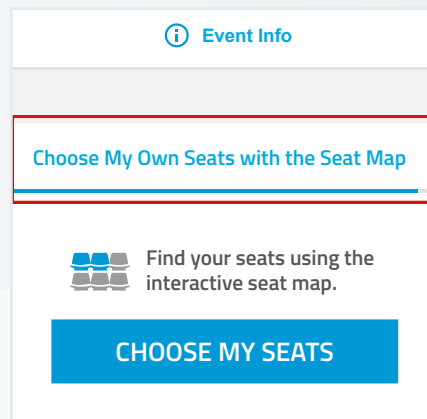 Event Info
Choose My Own Seats with the Seat Map
Find your seats using the
interactive seat map.
CHOOSE MY SEATS